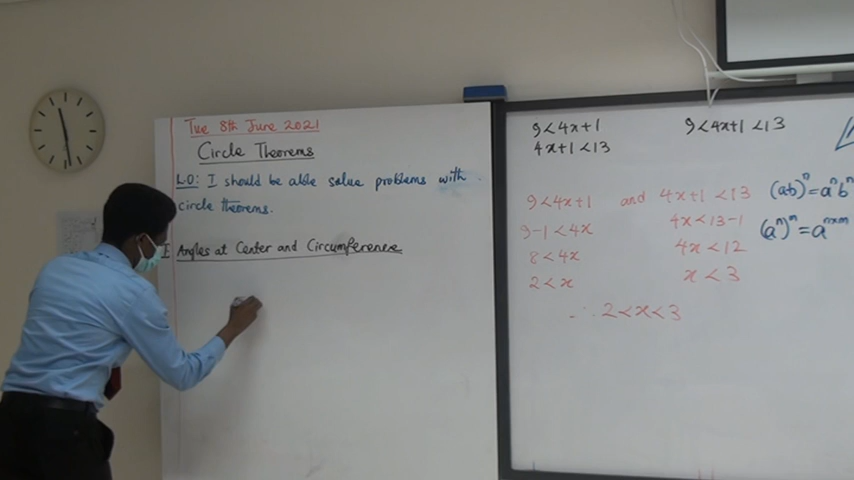 Tue 8th June 2021
Circle Theorems
L.O: I should be able solve problems with
circle theorems.
I Angles at Center and Circumference
9<4x+1
4x+1<13
9<4x+1<13
9<4x+1 and 4x+1<13
9-1<4x 4x<13-1
8<4x 4x<12
2<x x<3
∴ 2<x<3
(ab)ⁿ=aⁿbⁿ
(aⁿ)ᵐ=aⁿˣᵐ